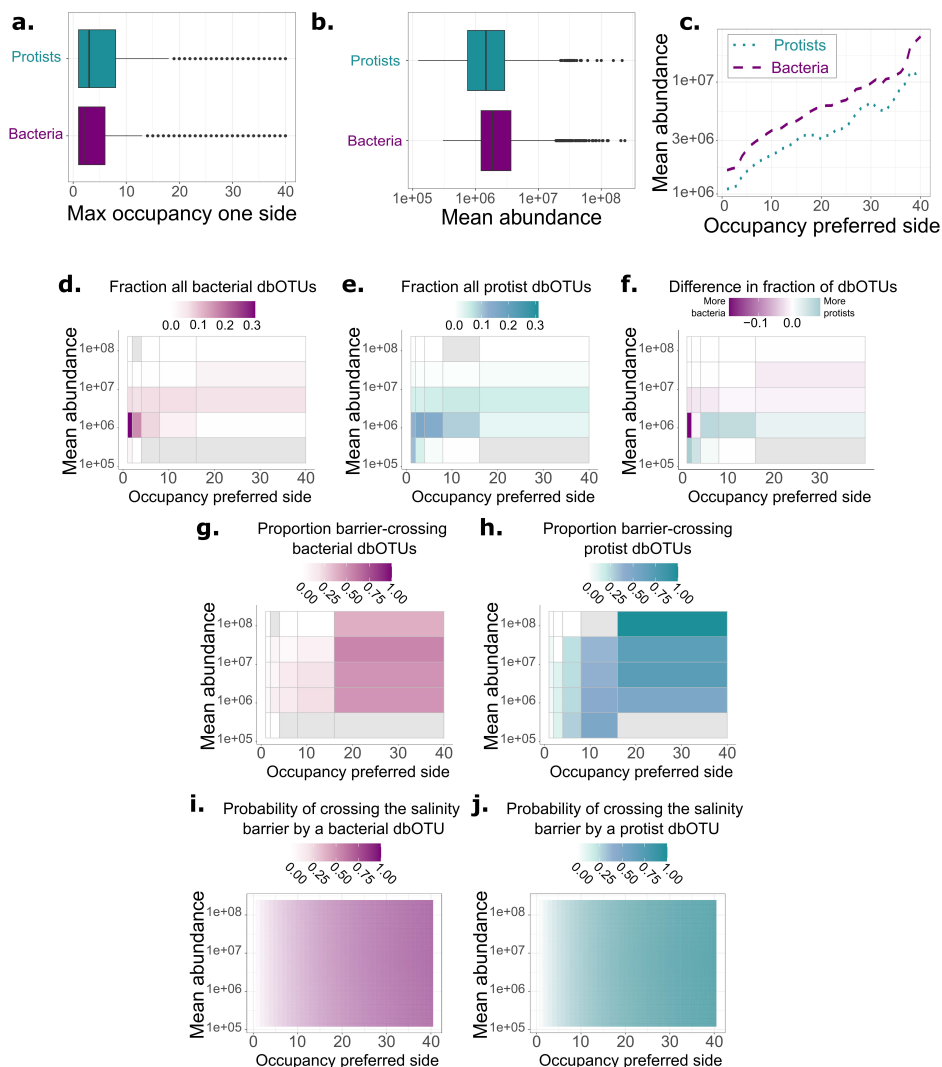 a.
Protists
Bacteria
0 10 20 30 40
Max occupancy one side
b.
Protists
Bacteria
1e+05 1e+06 1e+07 1e+08
Mean abundance
c.
Mean abundance
1e+07
3e+06
1e+06
Protists
Bacteria
0 10 20 30 40
Occupancy preferred side
d.
Fraction all bacterial dbOTUs
0.0 0.1 0.2 0.3
Mean abundance
1e+08
1e+07
1e+06
1e+05
0 10 20 30 40
Occupancy preferred side
e.
Fraction all protist dbOTUs
0.0 0.1 0.2 0.3
Mean abundance
1e+08
1e+07
1e+06
1e+05
0 10 20 30 40
Occupancy preferred side
f.
Difference in fraction of dbOTUs
More
bacteria
More
protists
−0.1 0.0
Mean abundance
1e+08
1e+07
1e+06
1e+05
0 10 20 30
Occupancy preferred side
g.
Proportion barrier-crossing
bacterial dbOTUs
0.00 0.25 0.50 0.75 1.00
Mean abundance
1e+08
1e+07
1e+06
1e+05
0 10 20 30 40
Occupancy preferred side
h.
Proportion barrier-crossing
protist dbOTUs
0.00 0.25 0.50 0.75 1.00
Mean abundance
1e+08
1e+07
1e+06
1e+05
0 10 20 30 40
Occupancy preferred side
i.
Probability of crossing the salinity
barrier by a bacterial dbOTU
0.00 0.25 0.50 0.75 1.00
Mean abundance
1e+08
1e+07
1e+06
1e+05
0 10 20 30 40
Occupancy preferred side
j.
Probability of crossing the salinity
barrier by a protist dbOTU
0.00 0.25 0.50 0.75 1.00
Mean abundance
1e+08
1e+07
1e+06
1e+05
0 10 20 30 40
Occupancy preferred side